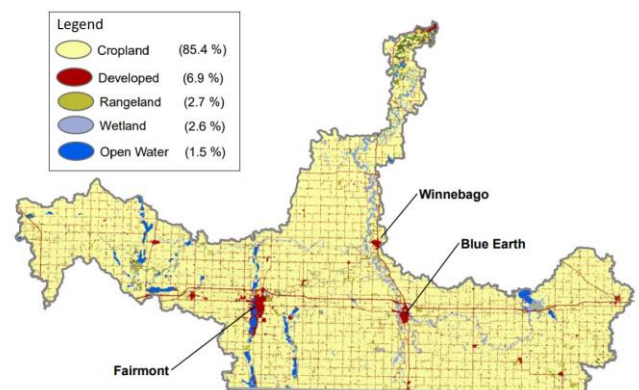 Legend
Cropland (85.4 %)
Developed (6.9 %)
Rangeland (2.7 %)
Wetland (2.6 %)
Open Water (1.5 %)
Winnebago
Blue Earth
Fairmont